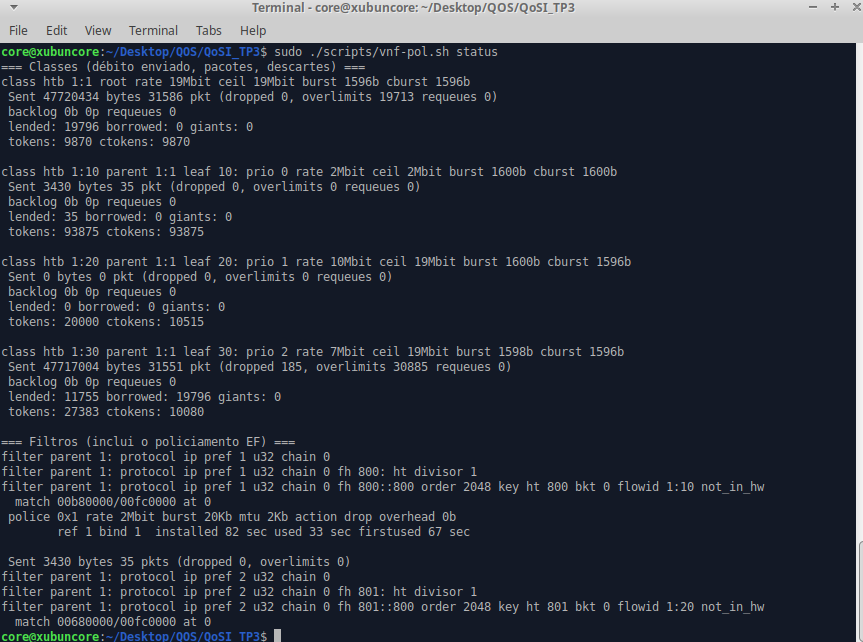 Terminal - core@xubuncore: ~/Desktop/QOS/QoSI_TP3
File Edit View Terminal Tabs Help
core@xubuncore:~/Desktop/QOS/QoSI_TP3$ sudo ./scripts/vnf-pol.sh status
=== Classes (débito enviado, pacotes, descartes) ===
class htb 1:1 root rate 19Mbit ceil 19Mbit burst 1596b cburst 1596b
 Sent 47720434 bytes 31586 pkt (dropped 0, overlimits 19713 requeues 0)
 backlog 0b 0p requeues 0
 lended: 19796 borrowed: 0 giants: 0
 tokens: 9870 ctokens: 9870

class htb 1:10 parent 1:1 leaf 10: prio 0 rate 2Mbit ceil 2Mbit burst 1600b cburst 1600b
 Sent 3430 bytes 35 pkt (dropped 0, overlimits 0 requeues 0)
 backlog 0b 0p requeues 0
 lended: 35 borrowed: 0 giants: 0
 tokens: 93875 ctokens: 93875

class htb 1:20 parent 1:1 leaf 20: prio 1 rate 10Mbit ceil 19Mbit burst 1600b cburst 1596b
 Sent 0 bytes 0 pkt (dropped 0, overlimits 0 requeues 0)
 backlog 0b 0p requeues 0
 lended: 0 borrowed: 0 giants: 0
 tokens: 20000 ctokens: 10515

class htb 1:30 parent 1:1 leaf 30: prio 2 rate 7Mbit ceil 19Mbit burst 1598b cburst 1596b
 Sent 47717004 bytes 31551 pkt (dropped 185, overlimits 30885 requeues 0)
 backlog 0b 0p requeues 0
 lended: 11755 borrowed: 19796 giants: 0
 tokens: 27383 ctokens: 10080

=== Filtros (inclui o policiamento EF) ===
filter parent 1: protocol ip pref 1 u32 chain 0
filter parent 1: protocol ip pref 1 u32 chain 0 fh 800: ht divisor 1
filter parent 1: protocol ip pref 1 u32 chain 0 fh 800::800 order 2048 key ht 800 bkt 0 flowid 1:10 not_in_hw
  match 00b80000/00fc0000 at 0
 police 0x1 rate 2Mbit burst 20Kb mtu 2Kb action drop overhead 0b
        ref 1 bind 1  installed 82 sec used 33 sec firstused 67 sec

 Sent 3430 bytes 35 pkts (dropped 0, overlimits 0)
filter parent 1: protocol ip pref 2 u32 chain 0
filter parent 1: protocol ip pref 2 u32 chain 0 fh 801: ht divisor 1
filter parent 1: protocol ip pref 2 u32 chain 0 fh 801::800 order 2048 key ht 801 bkt 0 flowid 1:20 not_in_hw
  match 00680000/00fc0000 at 0
core@xubuncore:~/Desktop/QOS/QoSI_TP3$